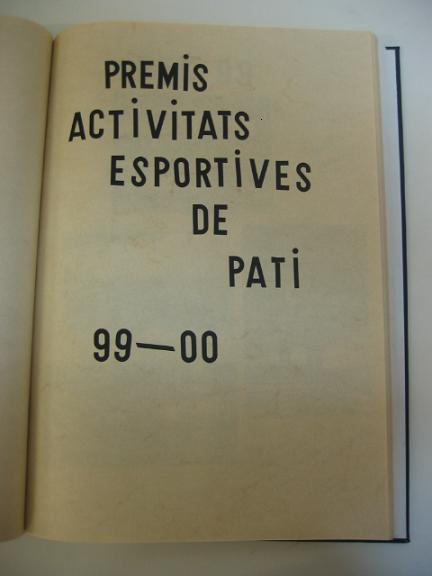 PREMiS
ACTiViTATS
ESPORTiVES
DE
PATi
99—00